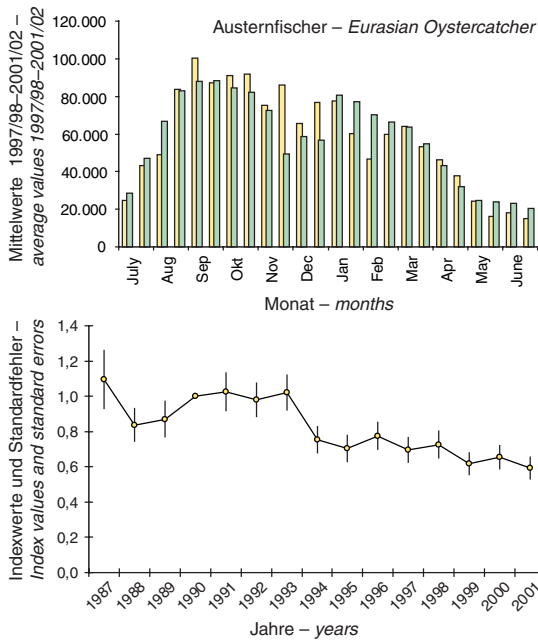 Austernfischer – Eurasian Oystercatcher
Mittelwerte 1997/98–2001/02 –
average values 1997/98–2001/02
120.000
100.000
80.000
60.000
40.000
20.000
0
July
Aug
Sep
Okt
Nov
Dec
Jan
Feb
Mar
Apr
May
June
Monat – months
Indexwerte und Standardfehler –
Index values and standard errors
1,4
1,2
1,0
0,8
0,6
0,4
0,2
0,0
1987
1988
1989
1990
1991
1992
1993
1994
1995
1996
1997
1998
1999
2000
2001
Jahre – years